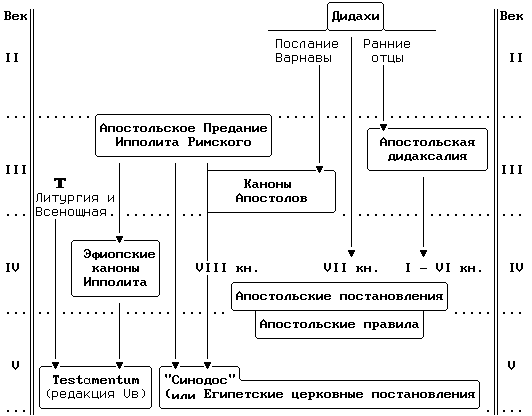 Век Дидахи Век
II Послание Ранние II
Варнавы отцы
Апостольское Предание
Ипполита Римского
Апостольская
дидаксалия
III III
Т
Литургия и
Всенощная
Каноны
Апостолов
Эфиопские
каноны
Ипполита
IV VIII кн. VII кн. I - VI кн. IV
Апостольские постановления
Апостольские правила
V V
Testamentum
(редакция Uв)
"Синодос"
(или Египетские церковные постановления